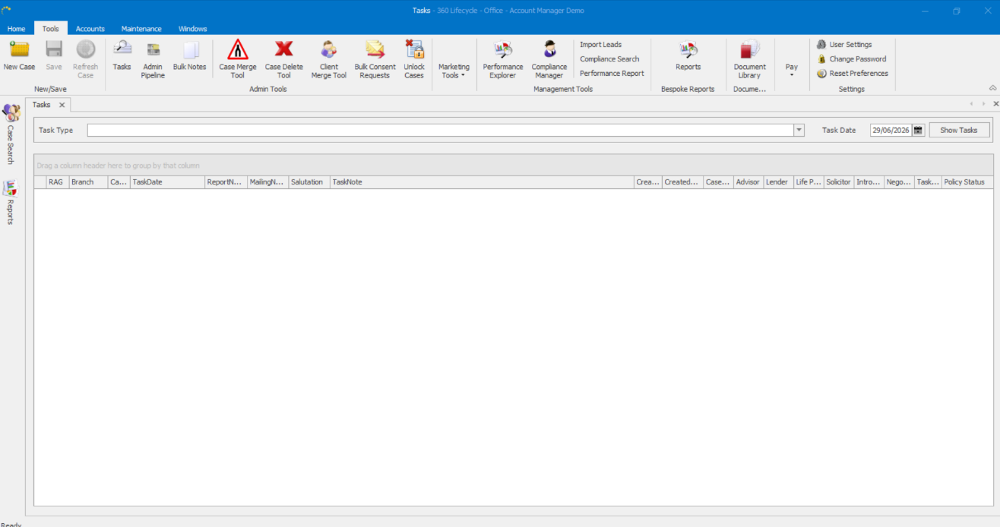 Tasks - 360 Lifecycle - Office - Account Manager Demo
Home Tools Accounts Maintenance Windows
New Case Save Refresh Case Tasks Admin Pipeline Bulk Notes Case Merge Tool Case Delete Tool Client Merge Tool Bulk Consent Requests Unlock Cases Marketing Tools Performance Explorer Compliance Manager Import Leads Compliance Search Performance Report Reports Document Library Pay User Settings Change Password Reset Preferences
New/Save Admin Tools Management Tools Bespoke Reports Docume... Settings
Tasks
Case Search
Reports
Task Type Task Date 29/06/2026 Show Tasks
Drag a column header here to group by that column
RAG Branch Ca... TaskDate ReportN... MailingN... Salutation TaskNote Crea... Created... Case... Advisor Lender Life P... Solicitor Intro... Nego... Task... Policy Status
Ready